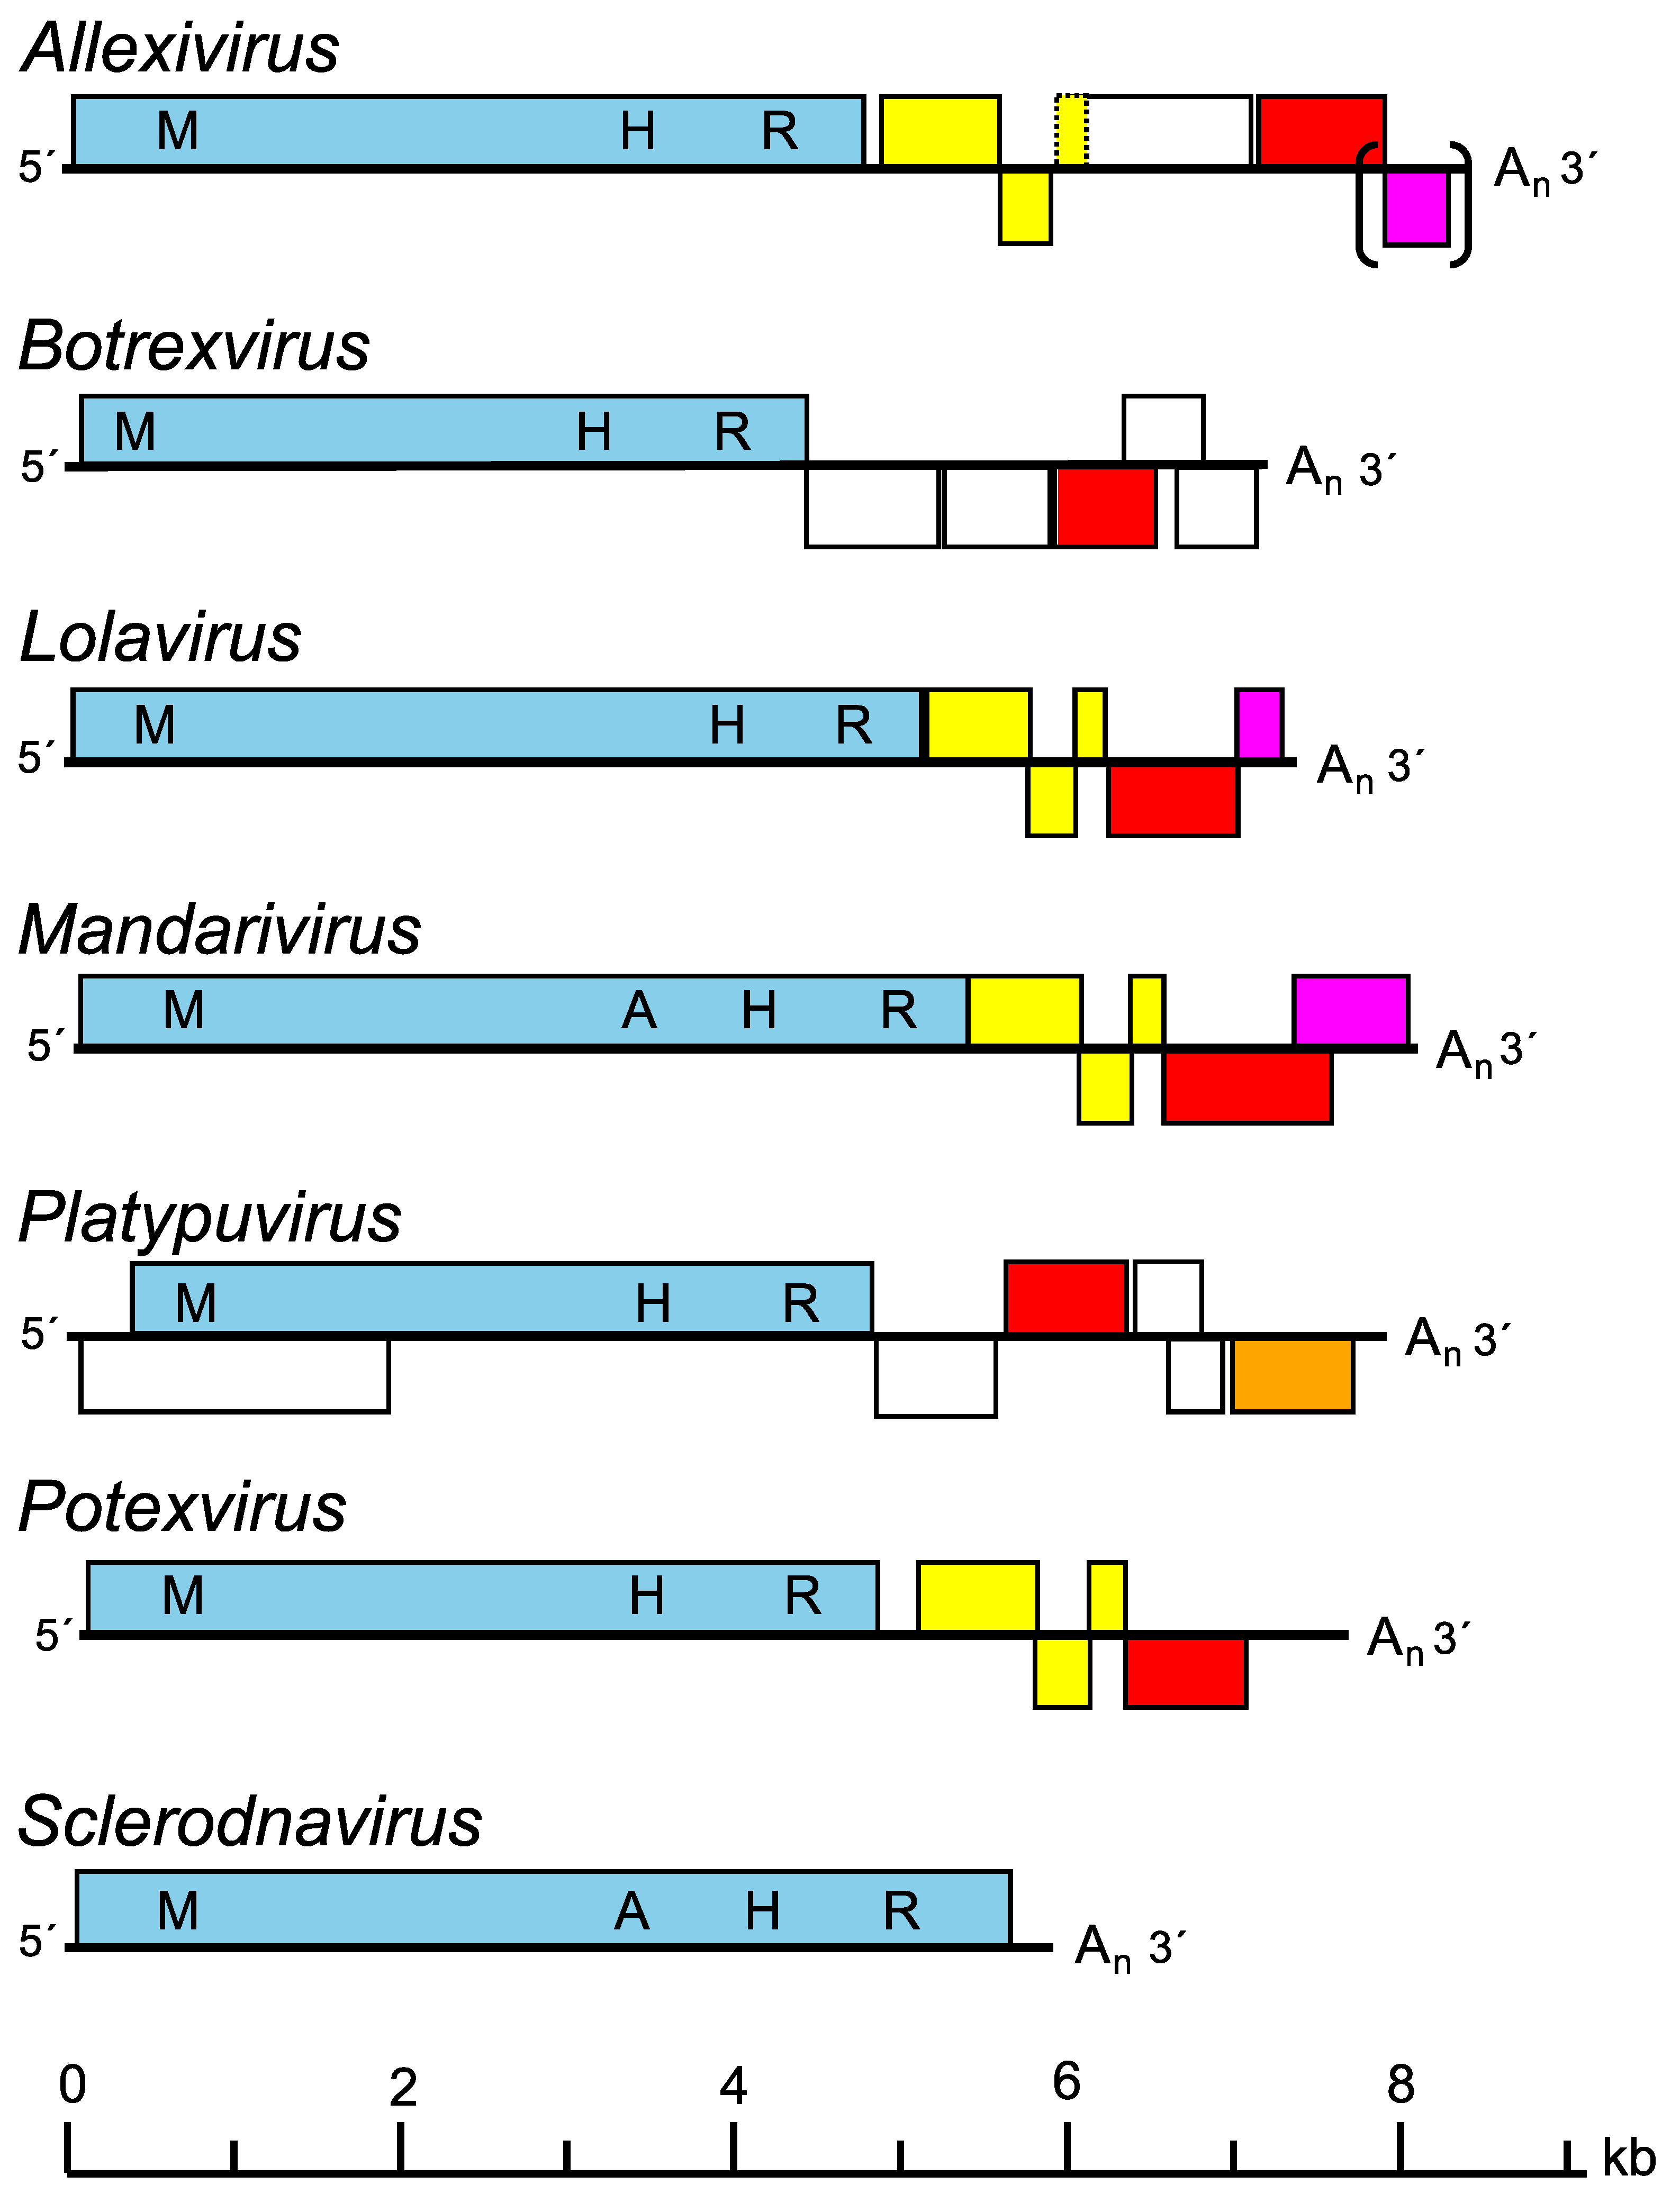 Allexivirus
M H R
5´ An 3´
Botrexvirus
M H R
5´ An 3´
Lolavirus
M H R
5´ An 3´
Mandarivirus
M A H R
5´ An 3´
Platypuvirus
M H R
5´ An 3´
Potexvirus
M H R
5´ An 3´
Sclerodnavirus
M A H R
5´ An 3´
0 2 4 6 8
kb